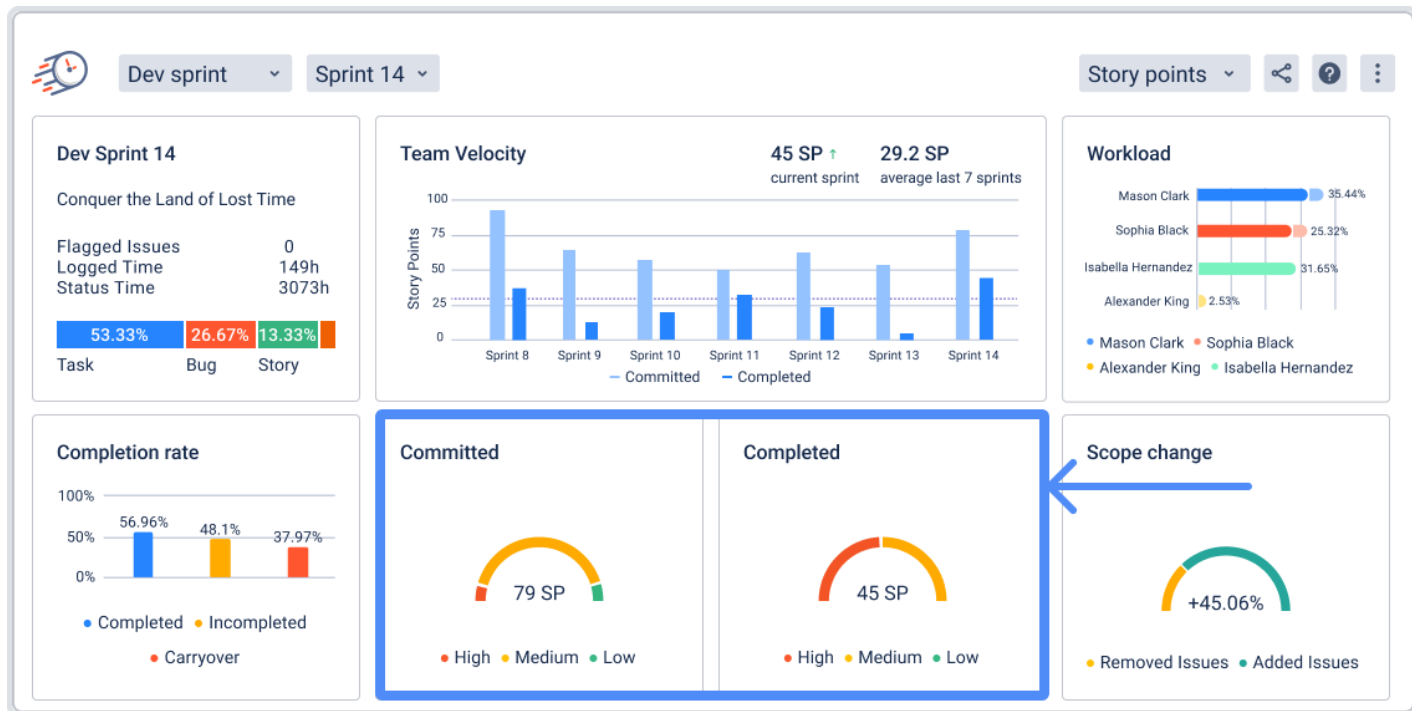 Dev sprint
Sprint 14
Story points
Dev Sprint 14
Conquer the Land of Lost Time
Flagged Issues 0
Logged Time 149h
Status Time 3073h
53.33% 26.67% 13.33%
Task Bug Story
Team Velocity
45 SP ↑
current sprint
29.2 SP
average last 7 sprints
Story Points
100
75
50
25
0
Sprint 8 Sprint 9 Sprint 10 Sprint 11 Sprint 12 Sprint 13 Sprint 14
Committed Completed
Workload
Mason Clark 35.44%
Sophia Black 25.32%
Isabella Hernandez 31.65%
Alexander King 2.53%
Mason Clark Sophia Black
Alexander King Isabella Hernandez
Completion rate
100%
50%
0%
56.96% 48.1% 37.97%
Completed Incompleted
Carryover
Committed
79 SP
High Medium Low
Completed
45 SP
High Medium Low
Scope change
+45.06%
Removed Issues Added Issues